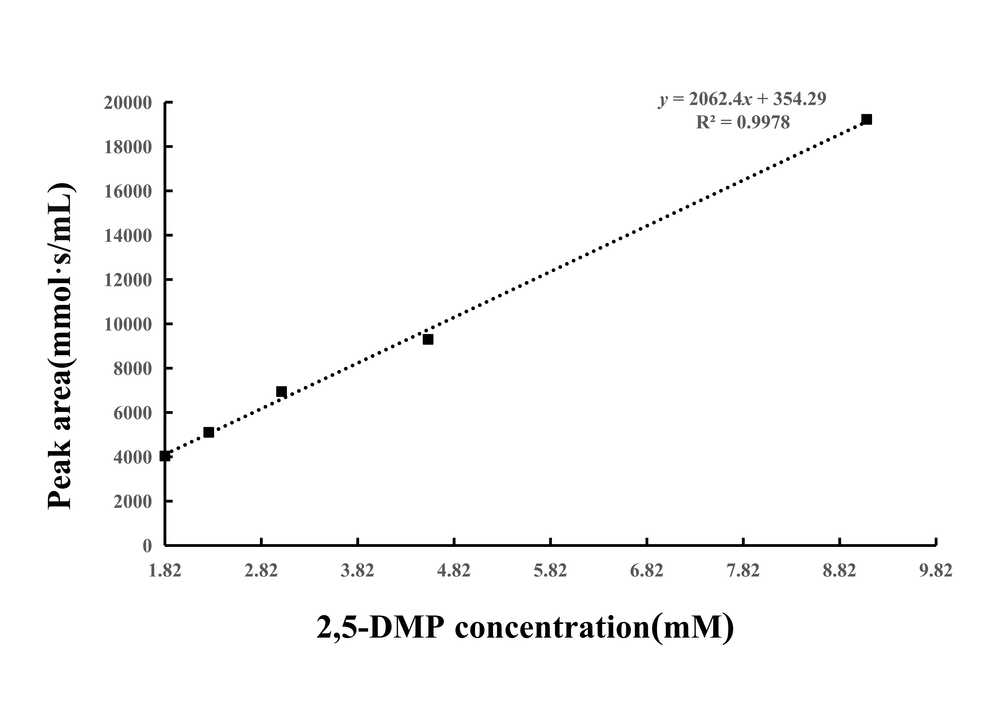 y = 2062.4x + 354.29
R² = 0.9978
20000
18000
16000
14000
12000
10000
8000
6000
4000
2000
0
Peak area(mmol·s/mL)
1.82 2.82 3.82 4.82 5.82 6.82 7.82 8.82 9.82
2,5-DMP concentration(mM)